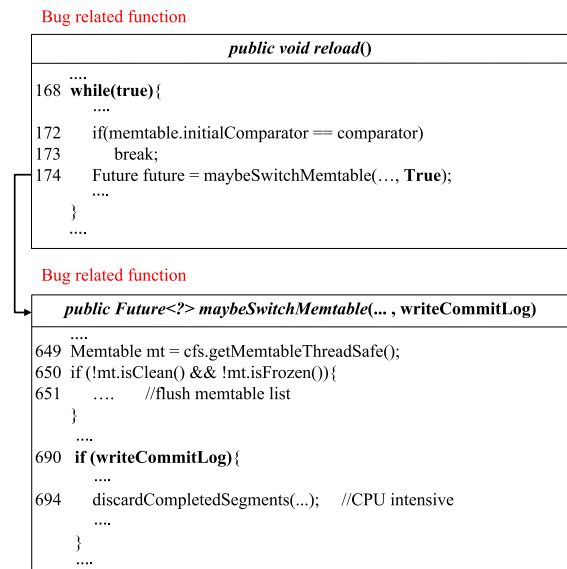 Bug related function
public void reload()
....
168 while(true){
....
172 if(memtable.initialComparator == comparator)
173 break;
174 Future future = maybeSwitchMemtable(…, True);
....
}
....
Bug related function
public Future<?> maybeSwitchMemtable(... , writeCommitLog)
....
649 Memtable mt = cfs.getMemtableThreadSafe();
650 if (!mt.isClean() && !mt.isFrozen()){
651 …. //flush memtable list
}
....
690 if (writeCommitLog){
....
694 discardCompletedSegments(...); //CPU intensive
....
}
....